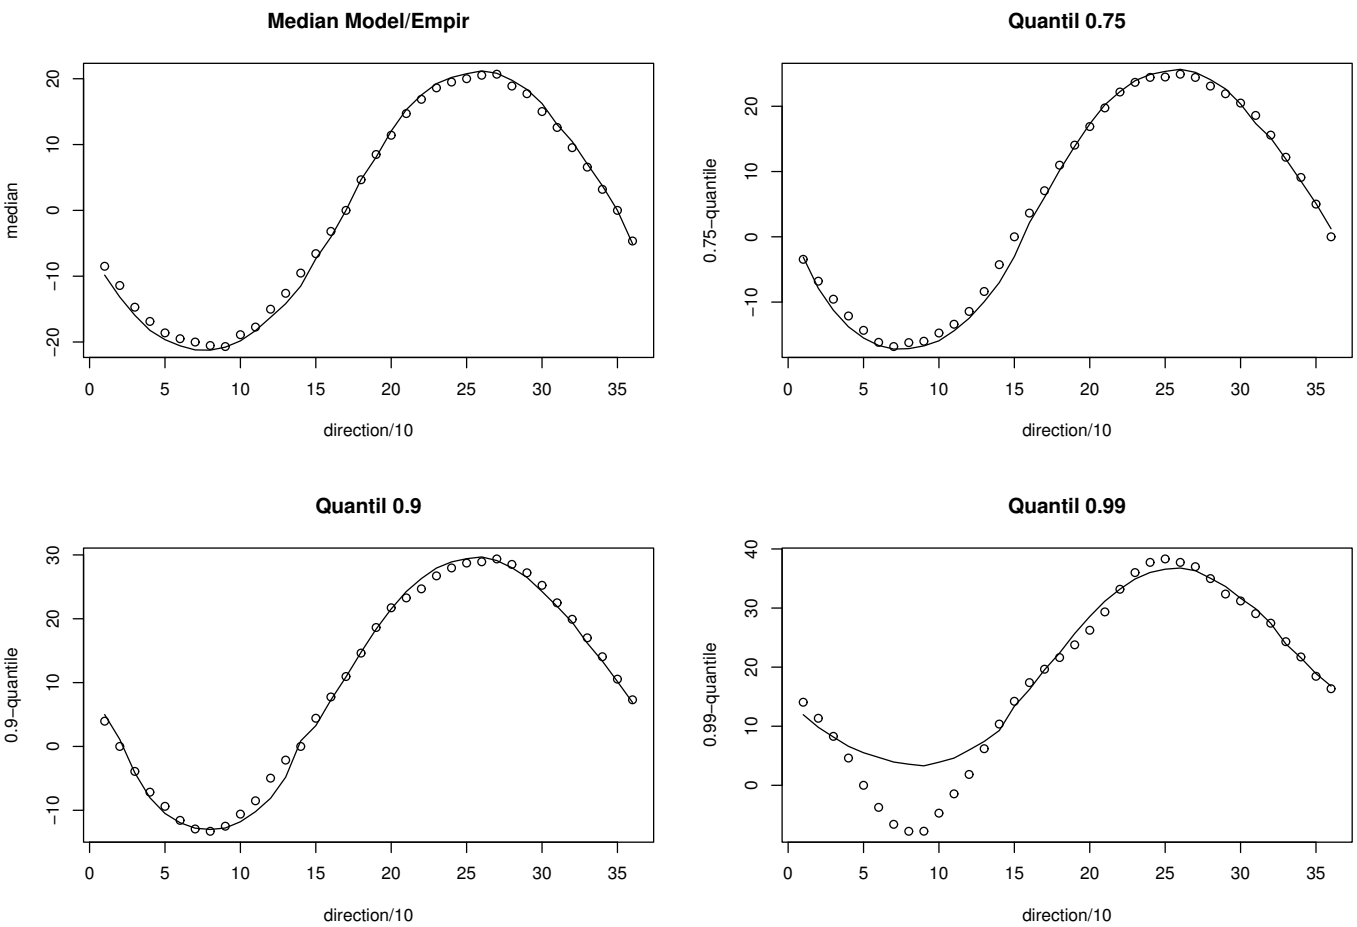 Median Model/Empir
median
20
10
0
−10
−20
0 5 10 15 20 25 30 35
direction/10
Quantil 0.75
0.75−quantile
20
10
0
−10
0 5 10 15 20 25 30 35
direction/10
Quantil 0.9
0.9−quantile
30
20
10
0
−10
0 5 10 15 20 25 30 35
direction/10
Quantil 0.99
0.99−quantile
40
30
20
10
0
0 5 10 15 20 25 30 35
direction/10